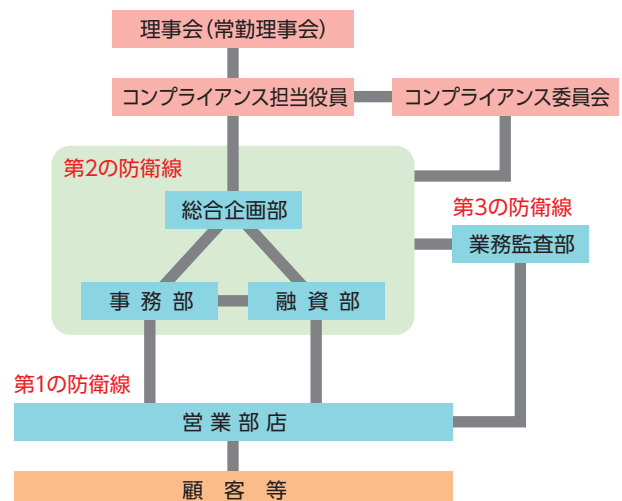 理事会（常勤理事会）
コンプライアンス担当役員
コンプライアンス委員会
第2の防衛線
総合企画部
第3の防衛線
業務監査部
事務部
融資部
第1の防衛線
営業部店
顧客等